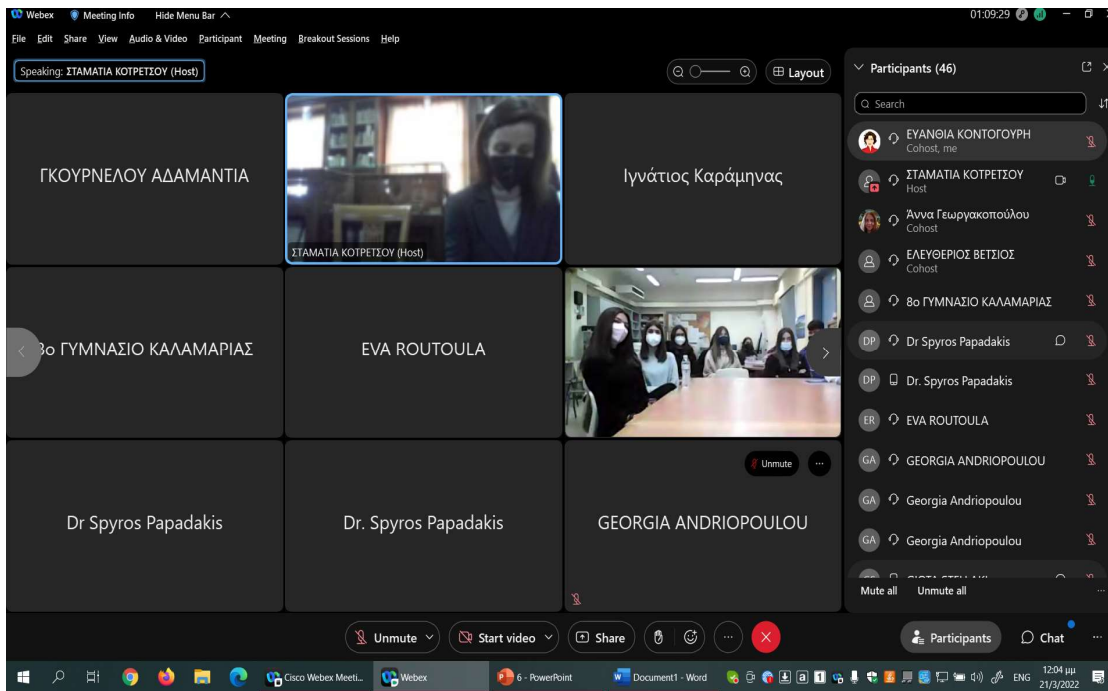 Webex Meeting Info Hide Menu Bar 01:09:29
File Edit Share View Audio & Video Participant Meeting Breakout Sessions Help
Speaking: ΣΤΑΜΑΤΙΑ ΚΟΤΡΕΤΣΟΥ (Host)
Layout
ΓΚΟΥΡΝΕΛΟΥ ΑΔΑΜΑΝΤΙΑ
ΣΤΑΜΑΤΙΑ ΚΟΤΡΕΤΣΟΥ (Host)
Ιγνάτιος Καράμηνας
8ο ΓΥΜΝΑΣΙΟ ΚΑΛΑΜΑΡΙΑΣ
EVA ROUTOULA
Dr Spyros Papadakis
Dr. Spyros Papadakis
Unmute
GEORGIA ANDRIOPOULOU
Participants (46)
Search
ΕΥΑΝΘΙΑ ΚΟΝΤΟΓΟΥΡΗ
Cohost, me
ΣΤΑΜΑΤΙΑ ΚΟΤΡΕΤΣΟΥ
Host
Άννα Γεωργακοπούλου
Cohost
ΕΛΕΥΘΕΡΙΟΣ ΒΕΤΣΙΟΣ
Cohost
8ο ΓΥΜΝΑΣΙΟ ΚΑΛΑΜΑΡΙΑΣ
DP Dr Spyros Papadakis
DP Dr. Spyros Papadakis
ER EVA ROUTOULA
GA GEORGIA ANDRIOPOULOU
GA Georgia Andriopoulou
GA Georgia Andriopoulou
Mute all Unmute all
Unmute Start video Share Participants Chat
Cisco Webex Meeti... Webex 6 - PowerPoint Document1 - Word ENG 12:04 μμ
21/3/2022